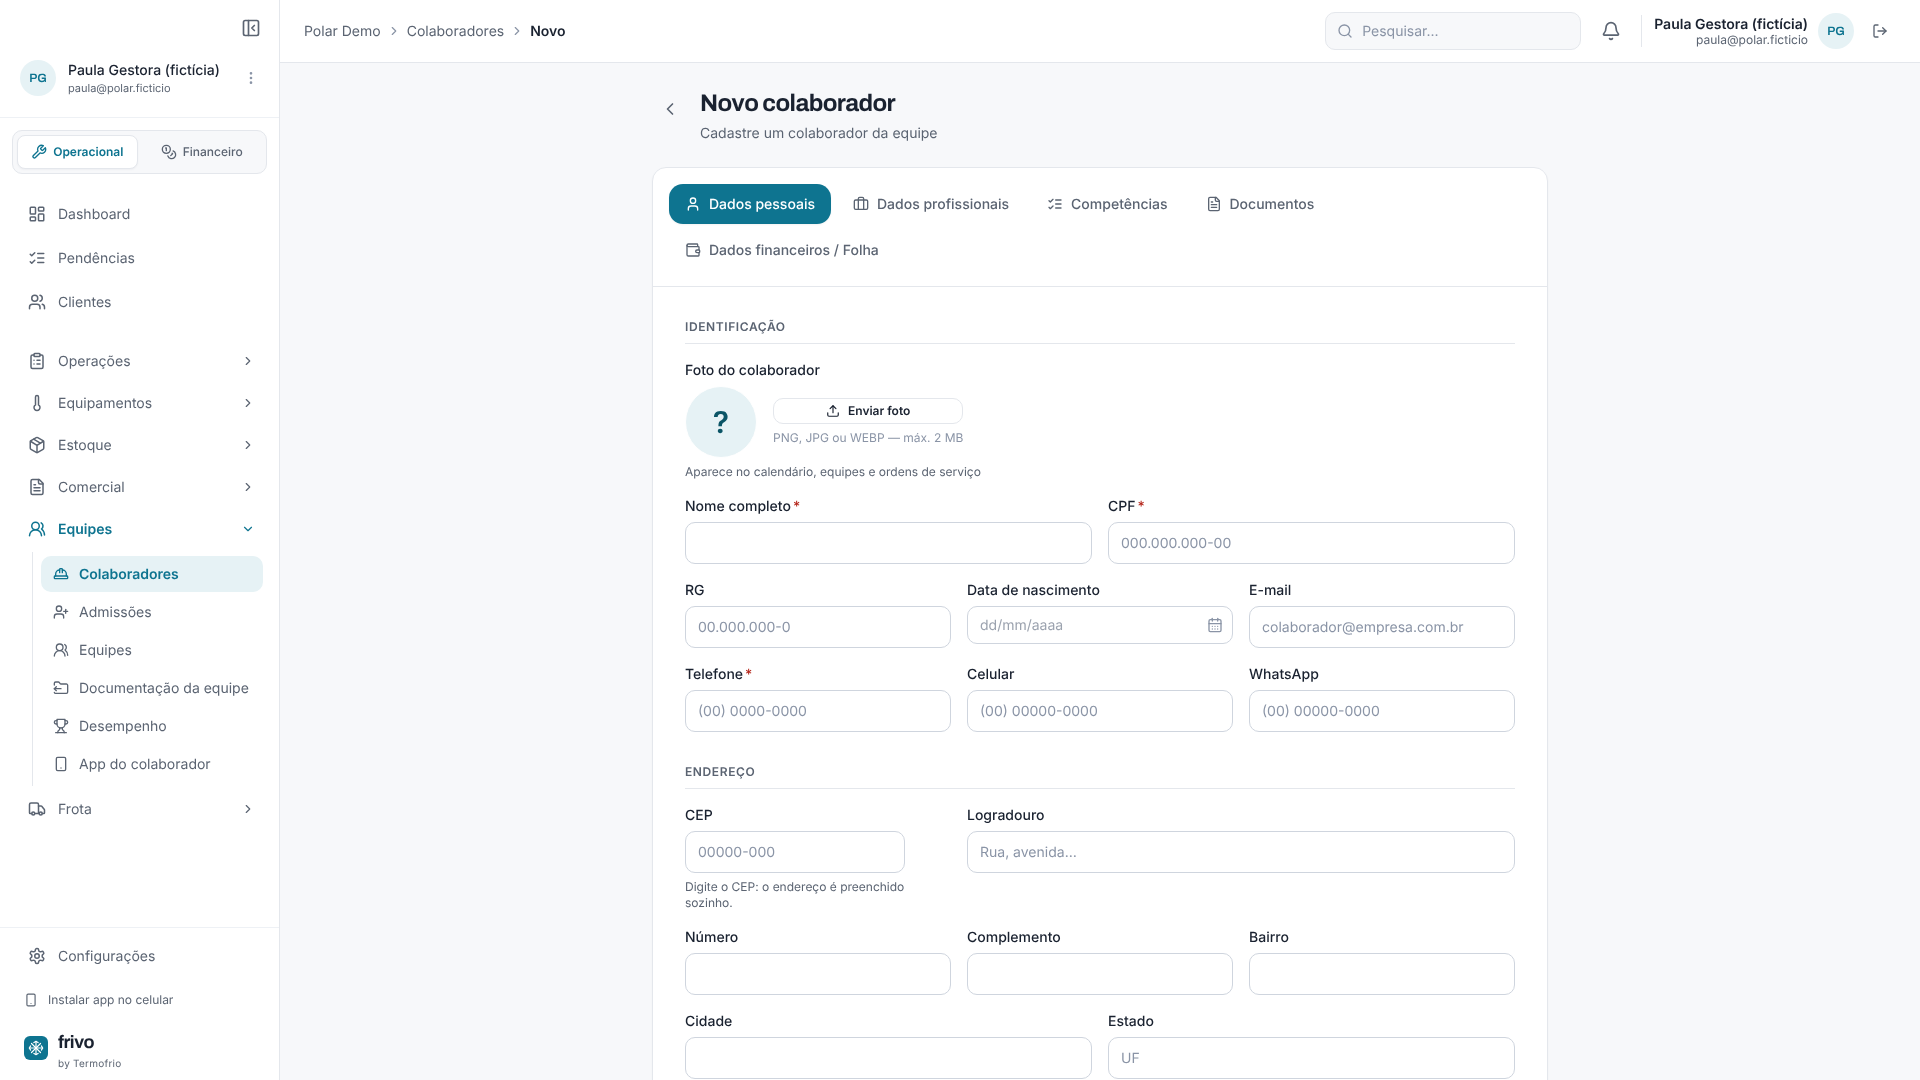 Polar Demo > Colaboradores > Novo
Pesquisar...
Paula Gestora (fictícia)
paula@polar.ficticio
PG
PG
Paula Gestora (fictícia)
paula@polar.ficticio
Operacional
Financeiro
Dashboard
Pendências
Clientes
Operações
Equipamentos
Estoque
Comercial
Equipes
Colaboradores
Admissões
Equipes
Documentação da equipe
Desempenho
App do colaborador
Frota
Configurações
Instalar app no celular
frivo
by Termofrio
Novo colaborador
Cadastre um colaborador da equipe
Dados pessoais
Dados profissionais
Competências
Documentos
Dados financeiros / Folha
IDENTIFICAÇÃO
Foto do colaborador
?
Enviar foto
PNG, JPG ou WEBP — máx. 2 MB
Aparece no calendário, equipes e ordens de serviço
Nome completo*
CPF*
000.000.000-00
RG
Data de nascimento
E-mail
00.000.000-0
dd/mm/aaaa
colaborador@empresa.com.br
Telefone*
Celular
WhatsApp
(00) 0000-0000
(00) 00000-0000
(00) 00000-0000
ENDEREÇO
CEP
Logradouro
00000-000
Rua, avenida...
Digite o CEP: o endereço é preenchido
sozinho.
Número
Complemento
Bairro
Cidade
Estado
UF